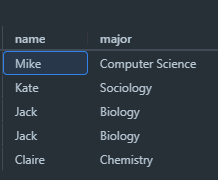 name major
Mike Computer Science
Kate Sociology
Jack Biology
Jack Biology
Claire Chemistry